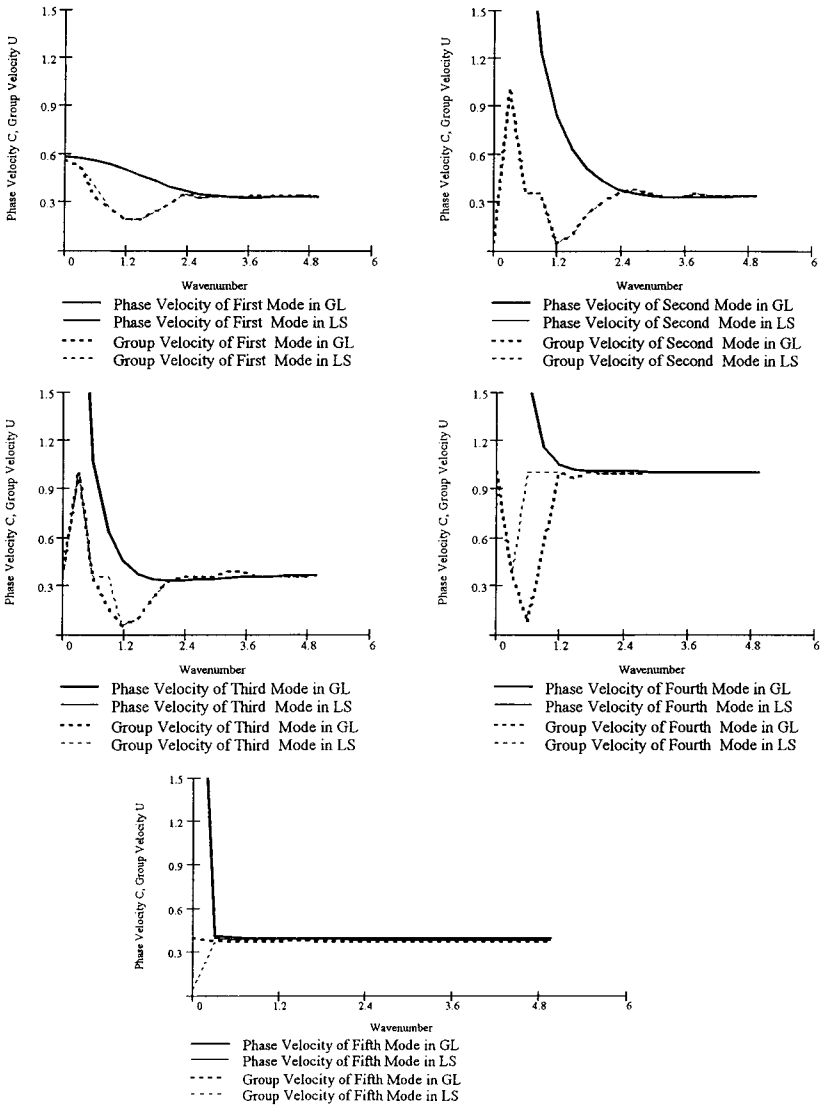 Phase Velocity C, Group Velocity U
1.5
1.2
0.9
0.6
0.3
0
1.2
2.4
3.6
4.8
6
Wavenumber
Phase Velocity of First Mode in GL
Phase Velocity of First Mode in LS
Group Velocity of First Mode in GL
Group Velocity of First Mode in LS
Phase Velocity C, Group Velocity U
1.5
1.2
0.9
0.6
0.3
0
1.2
2.4
3.6
4.8
6
Wavenumber
Phase Velocity of Second Mode in GL
Phase Velocity of Second Mode in LS
Group Velocity of Second Mode in GL
Group Velocity of Second Mode in LS
Phase Velocity C, Group Velocity U
1.5
1.2
0.9
0.6
0.3
0
1.2
2.4
3.6
4.8
6
Wavenumber
Phase Velocity of Third Mode in GL
Phase Velocity of Third Mode in LS
Group Velocity of Third Mode in GL
Group Velocity of Third Mode in LS
Phase Velocity C, Group Velocity U
1.5
1.2
0.9
0.6
0.3
0
1.2
2.4
3.6
4.8
6
Wavenumber
Phase Velocity of Fourth Mode in GL
Phase Velocity of Fourth Mode in LS
Group Velocity of Fourth Mode in GL
Group Velocity of Fourth Mode in LS
Phase Velocity C, Group Velocity U
1.5
1.2
0.9
0.6
0.3
0
1.2
2.4
3.6
4.8
6
Wavenumber
Phase Velocity of Fifth Mode in GL
Phase Velocity of Fifth Mode in LS
Group Velocity of Fifth Mode in GL
Group Velocity of Fifth Mode in LS